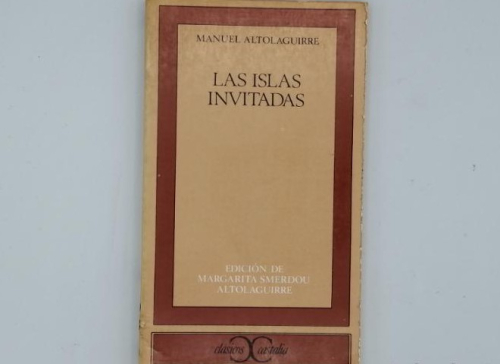 MANUEL ALTOLAGUIRRE
LAS ISLAS
INVITADAS
EDICIÓN DE
MARGARITA SMERDOU
ALTOLAGUIRRE
clásicos castalia